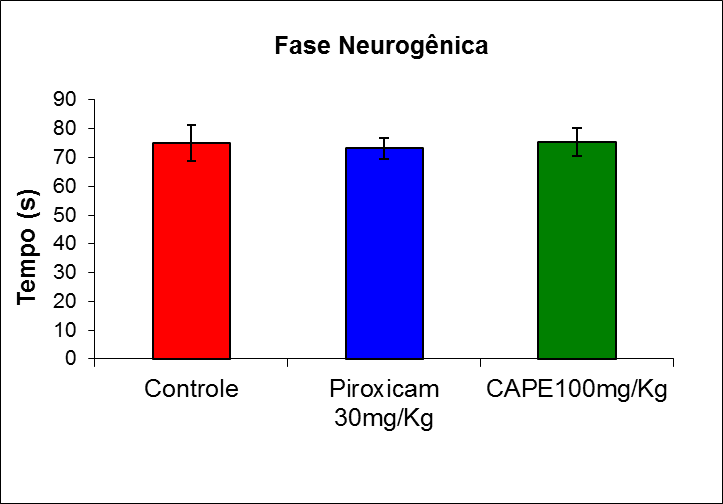 Fase Neurogênica
Tempo (s)
90
80
70
60
50
40
30
20
10
0
Controle
Piroxicam
30mg/Kg
CAPE100mg/Kg